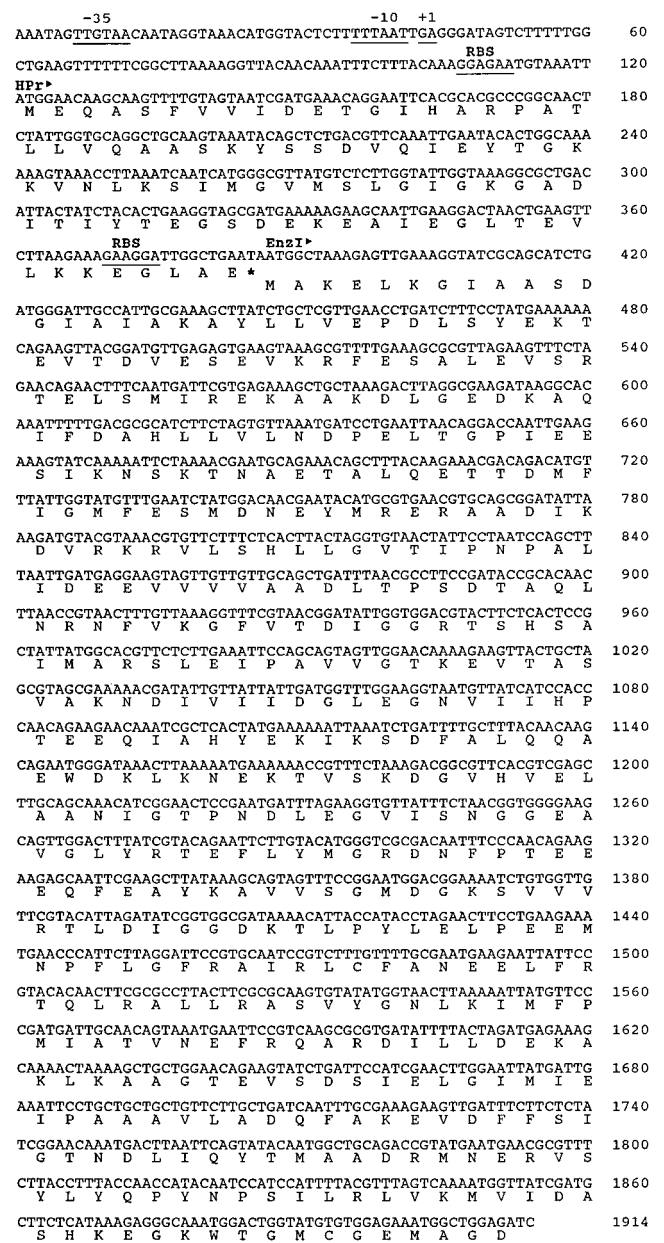 -35 -10 +1
AAATAGTTGTAACAATAGGTAAACATGGTACTCTTTTTTAATTGAGGGATAGTCTTTTTGG 60
RBS
CTGAAGTTTTTTCGGCTTAAAAGGTTACAACAAATTTCTTTACAAAGGAGAATGTAAATT 120
HPr
ATGGAACAAGCAAGTTTTGTAGTAATCGATGAAACAGGAATTCACGCACGCCCGGCAACT 180
M E Q A S F V V I D E T G I H A R P A T
CTATTGGTGCAGGCTGCAAGTAAATACAGCTCTGACGTTCAAATTGAATACACTGGCAAA 240
L L V Q A A S K Y S S D V Q I E Y T G K
AAAGTAAACCTTAAATCAATCATGGGCGTTATGTCTCTTGGTATTGGTAAAGGCGCTGAC 300
K V N L K S I M G V M S L G I G K G A D
ATTACTATCTACACTGAAGGTAGCGATGAAAAAGAAGCAATTGAAGGACTAACTGAAGTT 360
I T I Y T E G S D E K E A I E G L T E V
RBS EnzI
CTTAAGAAAGAAGGATTGGCTGAATAATGGCTAAAGAGTTGAAAGGTATCGCAGCATCTG 420
L K K E G L A E *
M A K E L K G I A A S D
ATGGGATTGCCATTGCGAAAGCTTATCTGCTCGTTGAACCTGATCTTTCCTATGAAAAAA 480
G I A I A K A Y L L V E P D L S Y E K T
CAGAAGTTACGGATGTTGAGAGTGAAGTAAAGCGTTTTGAAAGCGCGTTAGAAGTTTCTA 540
E V T D V E S E V K R F E S A L E V S R
GAACAGAACTTTCAATGATTCGTGAGAAAGCTGCTAAAGACTTAGGCGAAGATAAGGCAC 600
T E L S M I R E K A A K D L G E D K A Q
AAATTTTTGACGCGCATCTTCTAGTGTTAAATGATCCTGAATTAACAGGACCAATTGAAG 660
I F D A H L L V L N D P E L T G P I E E
AAAGTATCAAAAATTCTAAAACGAATGCAGAAACAGCTTTACAAGAAACGACAGACATGT 720
S I K N S K T N A E T A L Q E T T D M F
TTATTGGTATGTTTGAATCTATGGACAACGAATACATGCGTGAACGTGCAGCGGATATTA 780
I G M F E S M D N E Y M R E R A A D I K
AAGATGTACGTAAACGTGTTCTTTCTCACTTACTAGGTGTAACTATTCCTAATCCAGCTT 840
D V R K R V L S H L L G V T I P N P A L
TAATTGATGAGGAAGTAGTTGTTGTTGCAGCTGATTTAACGCCTTCCGATACCGCACAAC 900
I D E E V V V V A A D L T P S D T A Q L
TTAACCGTAACTTTGTTAAAGGTTTCGTAACGGATATTGGTGGACGTACTTCTCACTCCG 960
N R N F V K G F V T D I G G R T S H S A
CTATTATGGCACGTTCTCTTGAAATTCCAGCAGTAGTTGGAACAAAAGAAGTTACTGCTA 1020
I M A R S L E I P A V V G T K E V T A S
GCGTAGCGAAAAACGATATTGTTATTATTGATGGTTTGGAAGGTAATGTTATCATCCACC 1080
V A K N D I V I I D G L E G N V I I H P
CAACAGAAGAACAAATCGCTCACTATGAAAAAATTAAATCTGATTTTGCTTTACAACAAG 1140
T E E Q I A H Y E K I K S D F A L Q Q A
CAGAATGGGATAAACTTAAAAATGAAAAAACCGTTTCTAAAGACGGCGTTCACGTCGAGC 1200
E W D K L K N E K T V S K D G V H V E L
TTGCAGCAAACATCGGAACTCCGAATGATTTAGAAGGTGTTATTTCTAACGGTGGGGAAG 1260
A A N I G T P N D L E G V I S N G G E A
CAGTTGGACTTTATCGTACAGAATTCTTGTACATGGGTCGCGACAATTTCCCAACAGAAG 1320
V G L Y R T E F L Y M G R D N F P T E E
AAGAGCAATTCGAAGCTTATAAAGCAGTAGTTTCCGGAATGGACGGAAAATCTGTGGTTG 1380
E Q F E A Y K A V V S G M D G K S V V V
TTCGTACATTAGATATCGGTGGCGATAAAACATTACCATACCTAGAACTTCCTGAAGAAA 1440
R T L D I G G D K T L P Y L E L P E E M
TGAACCCATTCTTAGGATTCCGTGCAATCCGTCTTTGTTTTGCGAATGAAGAATTATTCC 1500
N P F L G F R A I R L C F A N E E L F R
GTACACAACTTCGCGCCTTACTTCGCGCAAGTGTATATGGTAACTTAAAAATTATGTTCC 1560
T Q L R A L L R A S V Y G N L K I M F P
CGATGATTGCAACAGTAAATGAATTCCGTCAAGCGCGTGATATTTTACTAGATGAGAAAG 1620
M I A T V N E F R Q A R D I L L D E K A
CAAAACTAAAAGCTGCTGGAACAGAAGTATCTGATTCCATCGAACTTGGAATTATGATTG 1680
K L K A A G T E V S D S I E L G I M I E
AAATTCCTGCTGCTGCTGTTCTTGCTGATCAATTTGCGAAAGAAGTTGATTTCTTCTCTA 1740
I P A A A V L A D Q F A K E V D F F S I
TCGGAACAAATGACTTAATTCAGTATACAATGGCTGCAGACCGTATGAATGAACGCGTTT 1800
G T N D L I Q Y T M A A D R M N E R V S
CTTACCTTTACCAACCATACAATCCATCCATTTTACGTTTAGTCAAAATGGTTATCGATG 1860
Y L Y Q P Y N P S I L R L V K M V I D A
CTTCTCATAAAGAGGGCAAATGGACTGGTATGTGTGGAGAAATGGCTGGAGATC 1914
S H K E G K W T G M C G E M A G D